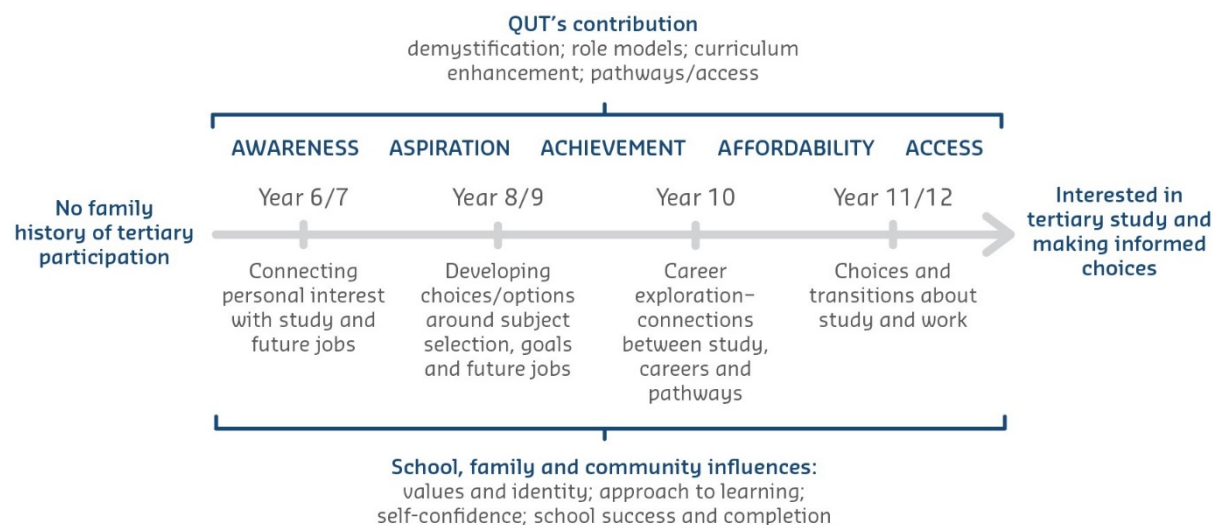 QUT's contribution
demystification; role models; curriculum
enhancement; pathways/access
AWARENESS ASPIRATION ACHIEVEMENT AFFORDABILITY ACCESS
No family
history of tertiary
participation
Year 6/7
Connecting
personal interest
with study and
future jobs
Year 8/9
Developing
choices/options
around subject
selection, goals
and future jobs
Year 10
Career
exploration–
connections
between study,
careers and
pathways
Year 11/12
Choices and
transitions about
study and work
Interested in
tertiary study and
making informed
choices
School, family and community influences:
values and identity; approach to learning;
self-confidence; school success and completion